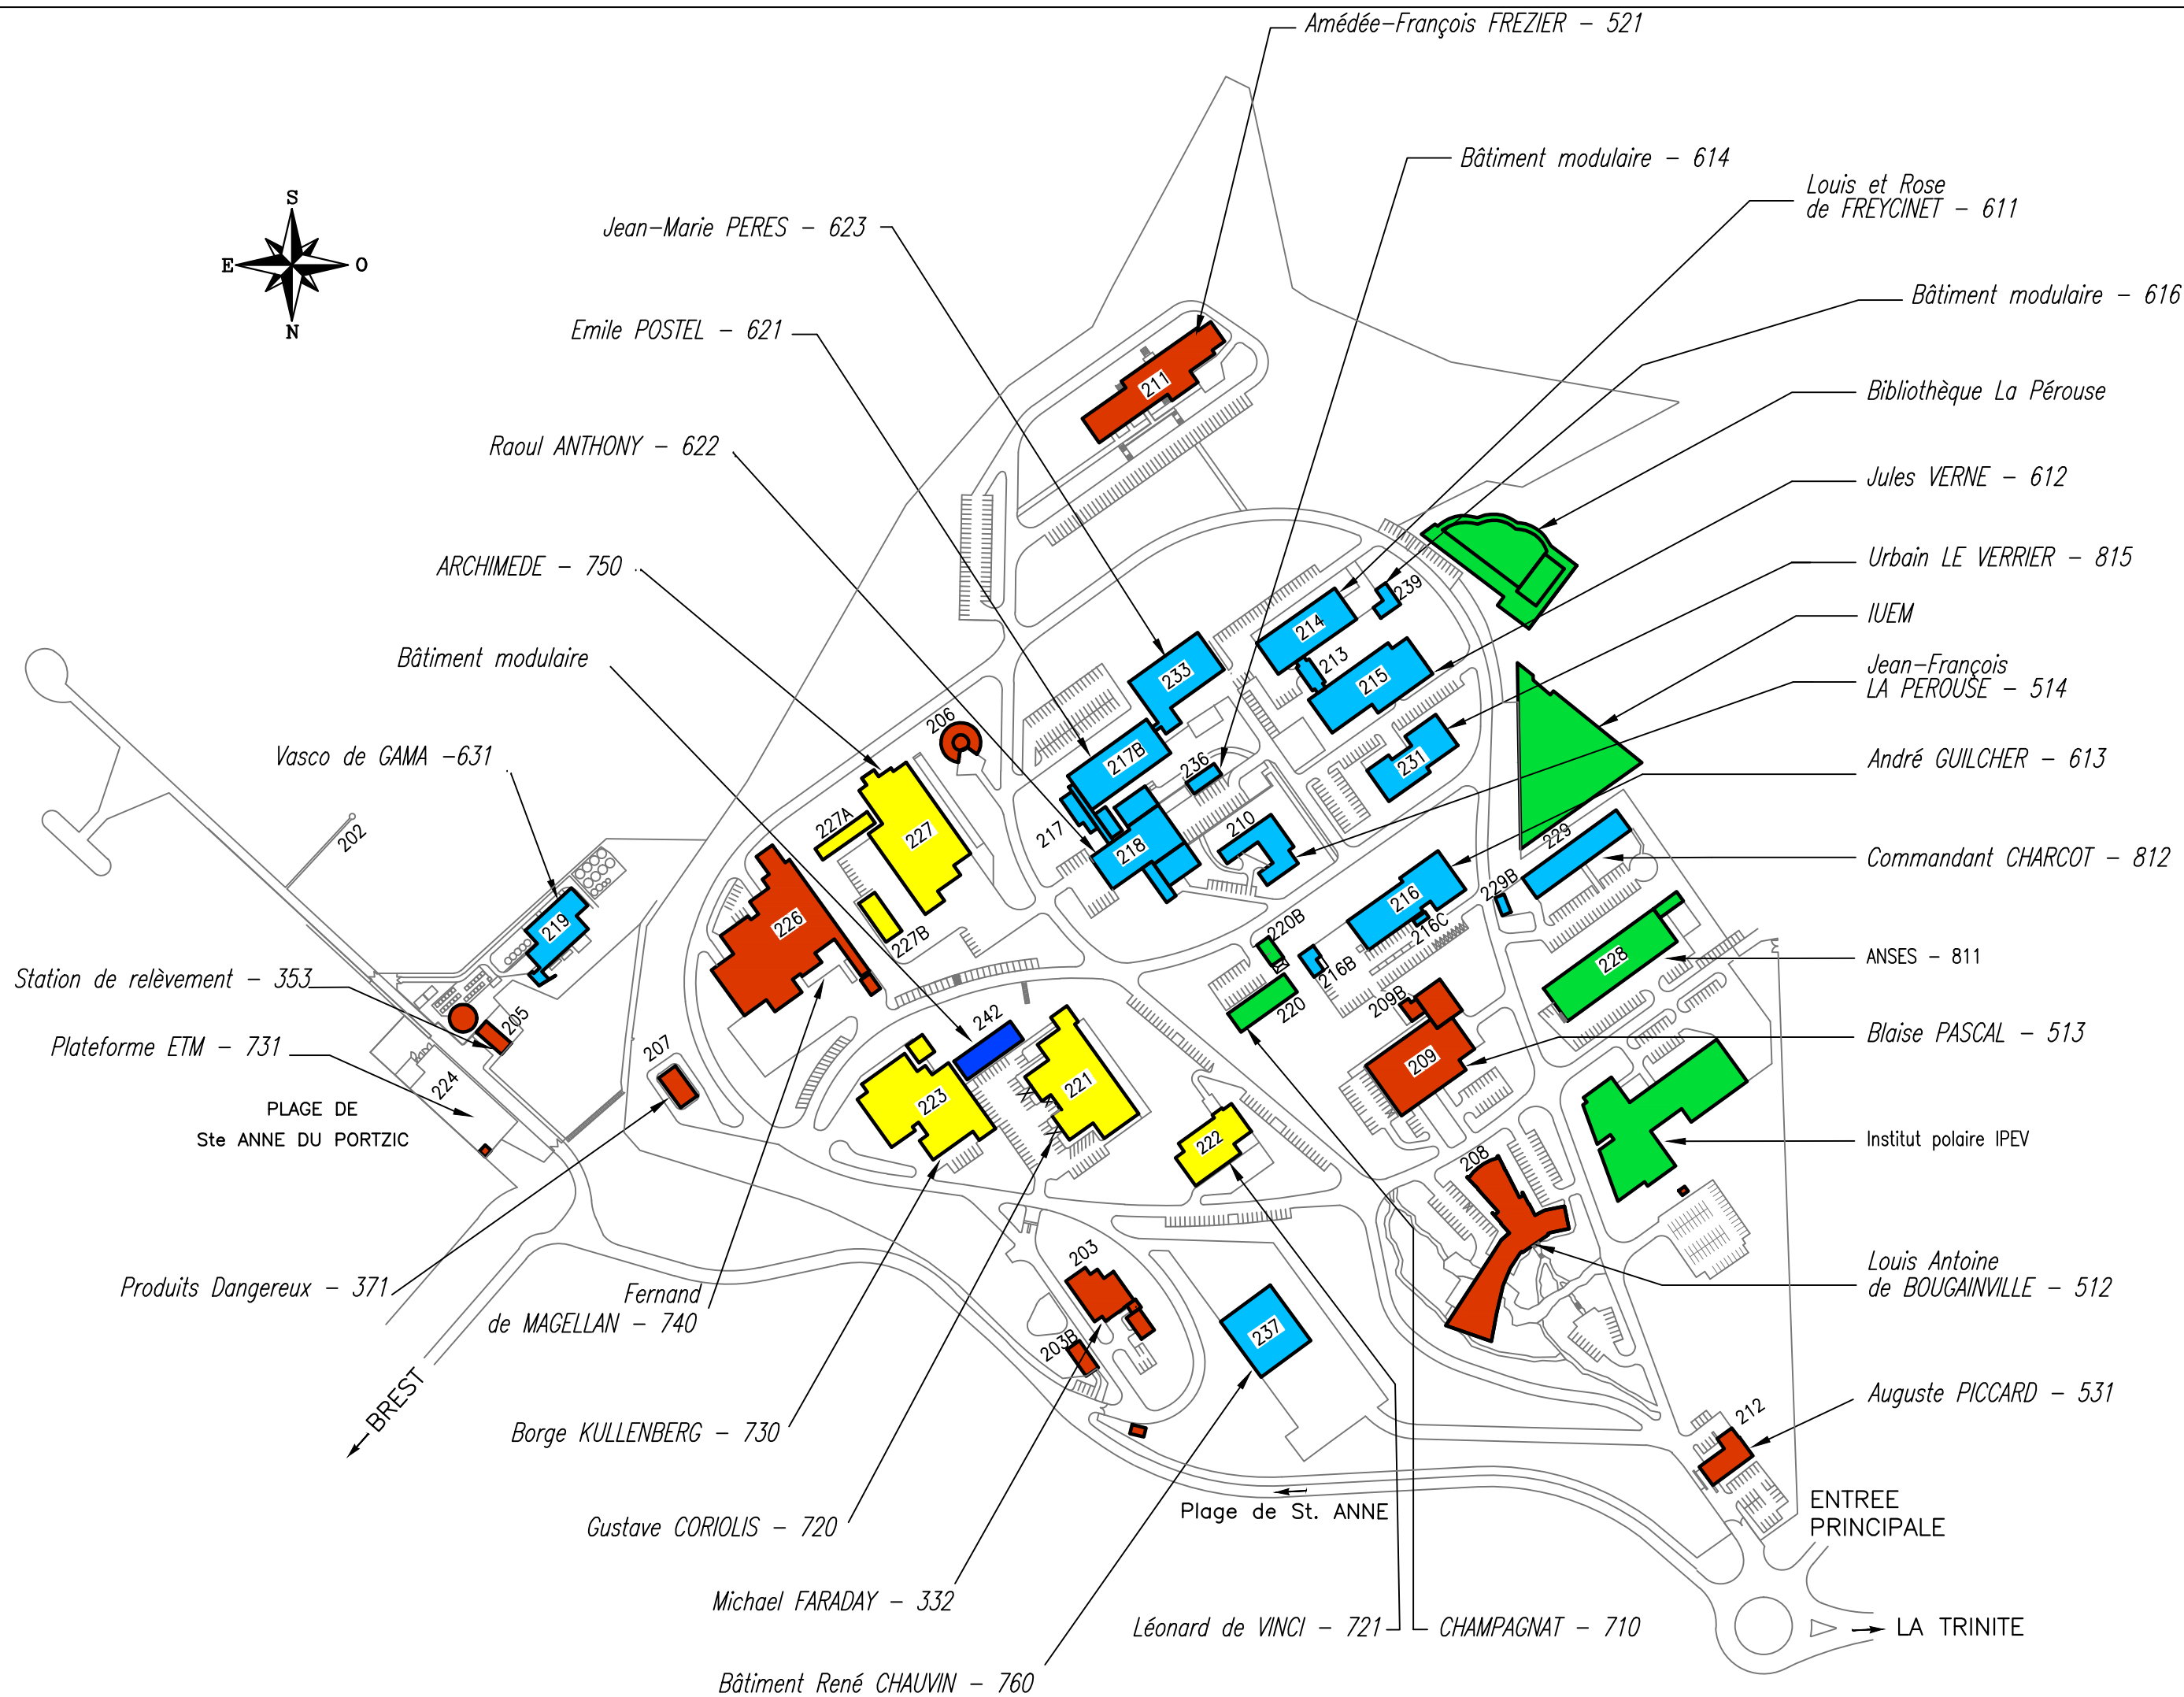 Amédée-François FREZIER - 521
Bâtiment modulaire - 614
Louis et Rose
de FREYCINET - 611
S
E
O
N
Jean-Marie PERES - 623
Bâtiment modulaire - 616
Emile POSTEL - 621
211
Bibliothèque La Pérouse
Raoul ANTHONY - 622
Jules VERNE - 612
ARCHIMEDE - 750
Urbain LE VERRIER - 815
239
214
IUEM
Bâtiment modulaire
213
233
215
Jean-François
LA PEROUSE - 514
206
Vasco de GAMA -631
217B
236
231
André GUILCHER - 613
202
227A
227
217
218
210
229
Commandant CHARCOT - 812
229B
216
216C
219
226
227B
220B
216B
228
ANSES - 811
Station de relèvement - 353
205
242
220
209B
Blaise PASCAL - 513
Plateforme ETM - 731
207
224
223
221
209
PLAGE DE
Ste ANNE DU PORTZIC
222
Institut polaire IPEV
208
203
Louis Antoine
de BOUGAINVILLE - 512
Produits Dangereux - 371
Fernand
de MAGELLAN - 740
203B
237
BREST
Auguste PICCARD - 531
212
Borge KULLENBERG - 730
Plage de St. ANNE
ENTREE
PRINCIPALE
Gustave CORIOLIS - 720
Michael FARADAY - 332
Léonard de VINCI - 721
CHAMPAGNAT - 710
LA TRINITE
Bâtiment René CHAUVIN - 760